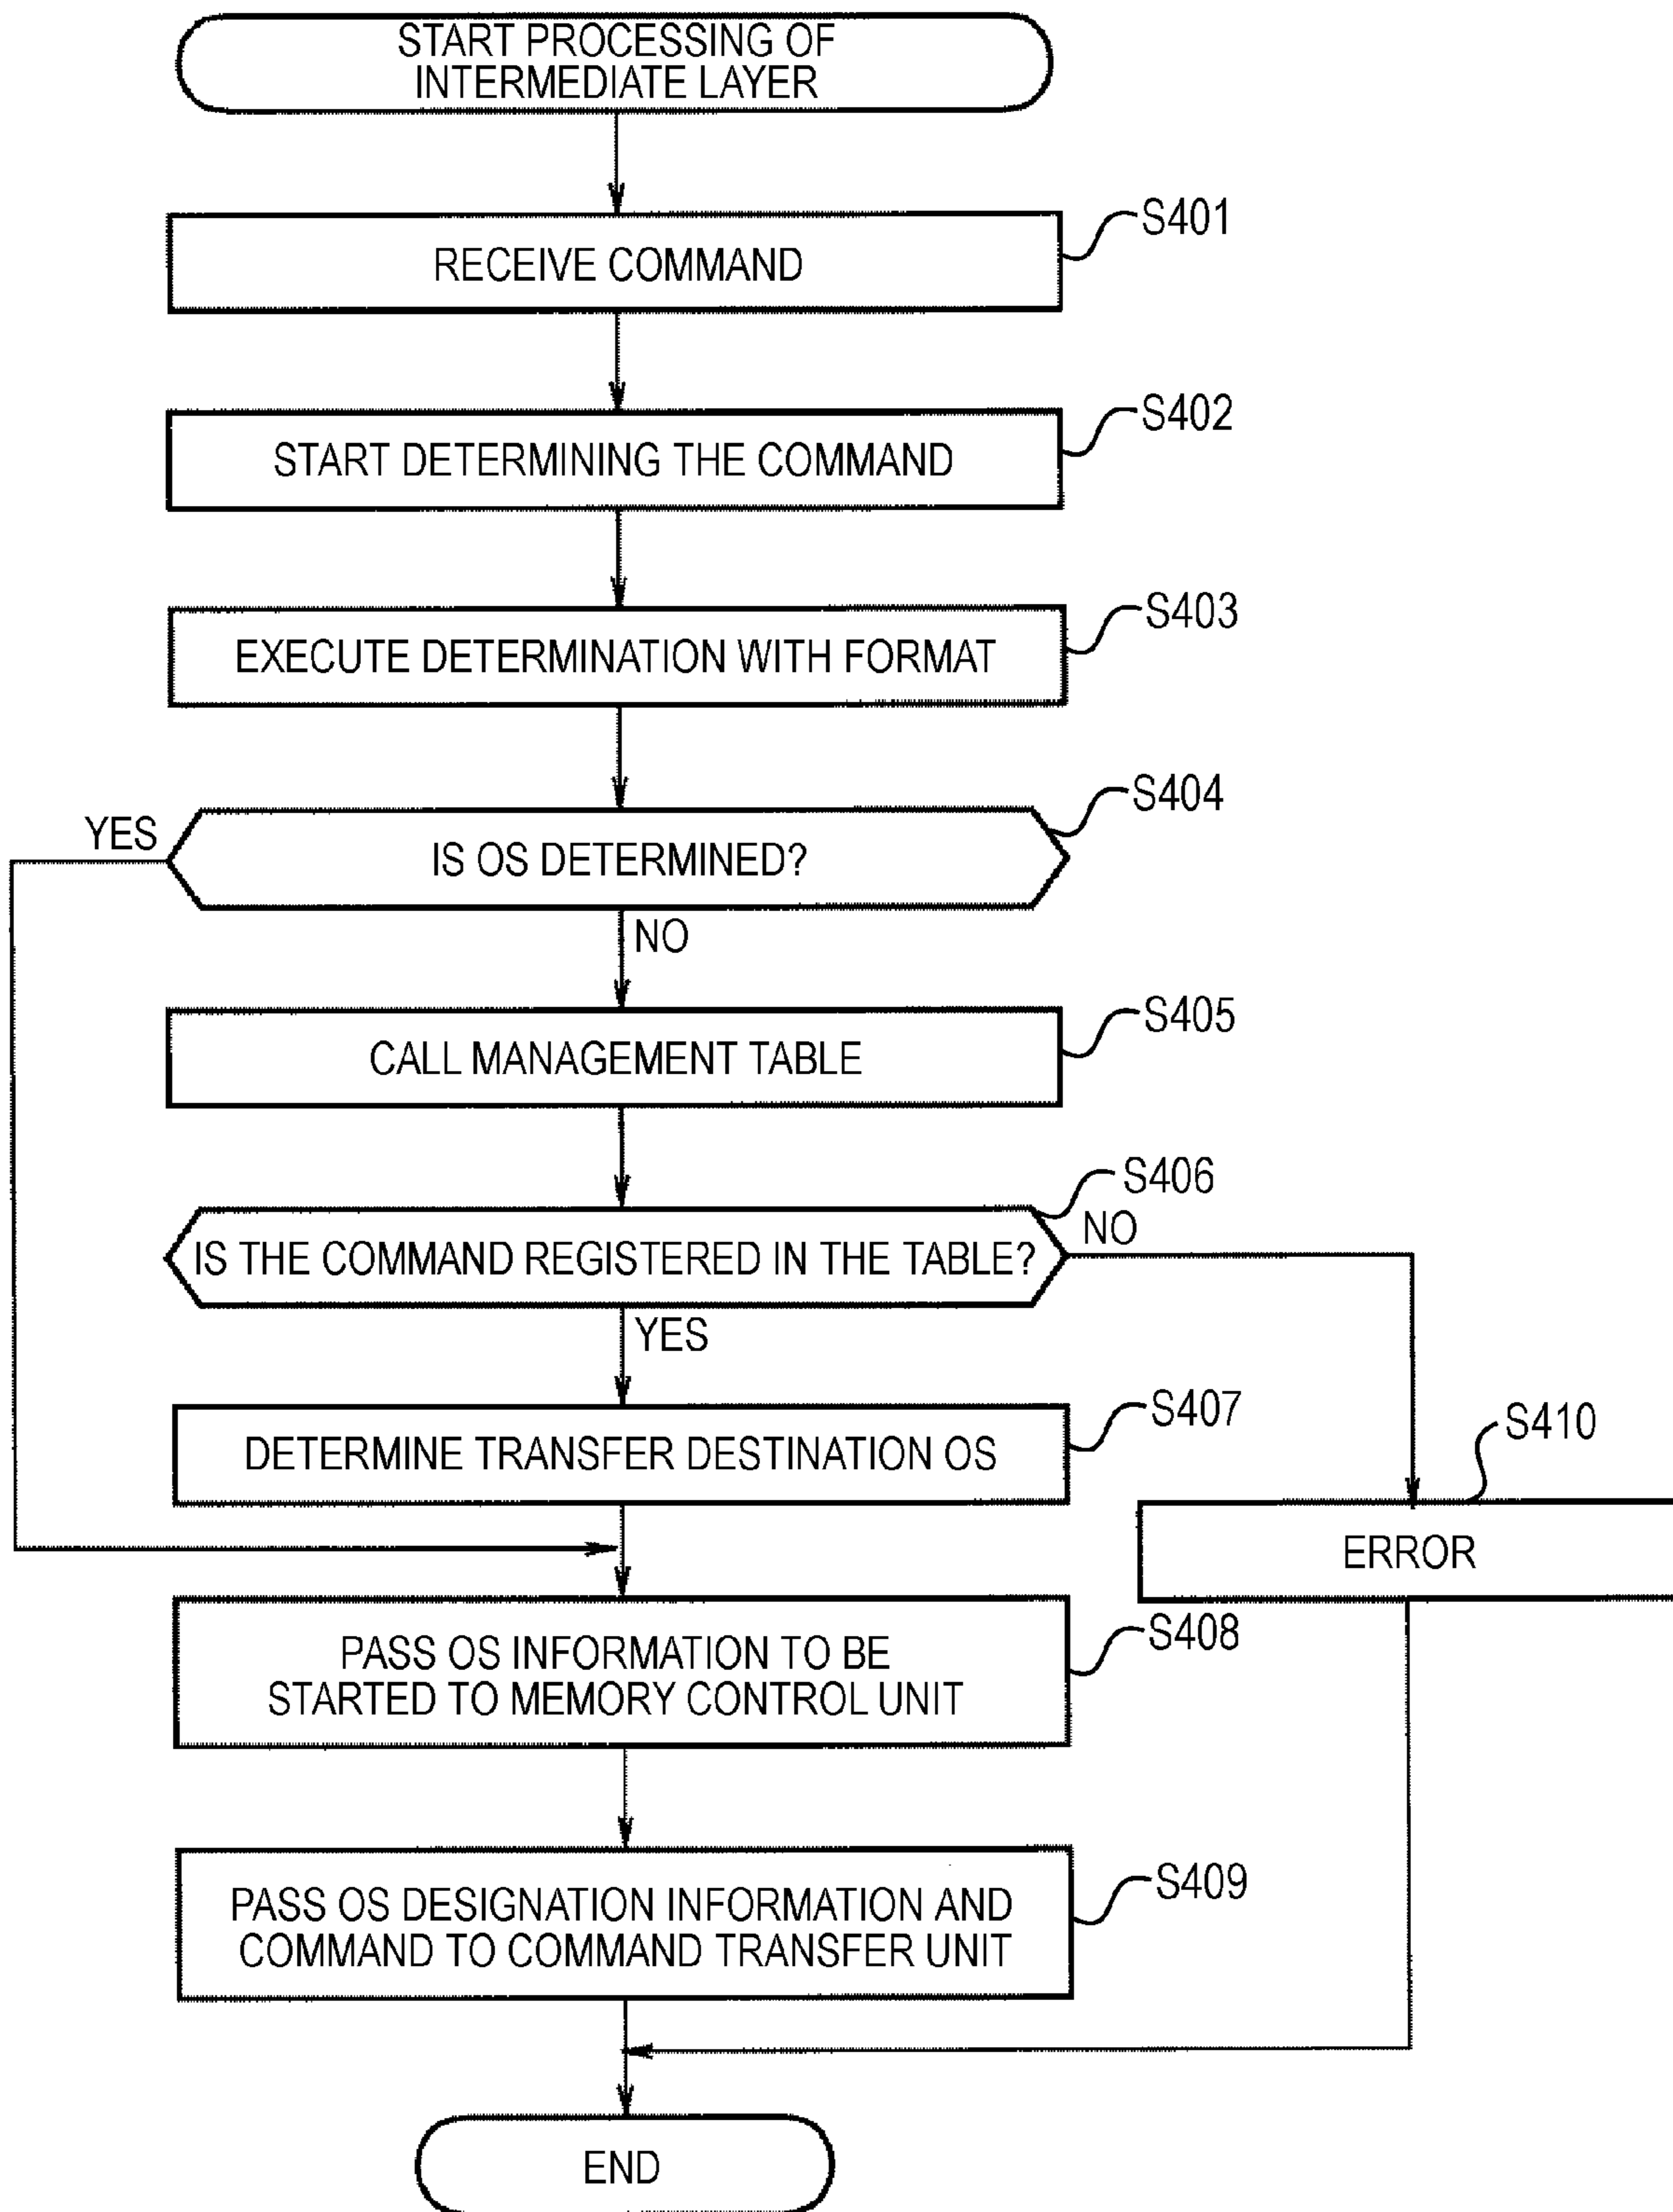 START PROCESSING OF
INTERMEDIATE LAYER
S401
RECEIVE COMMAND
S402
START DETERMINING THE COMMAND
S403
EXECUTE DETERMINATION WITH FORMAT
S404
YES
IS OS DETERMINED?
NO
S405
CALL MANAGEMENT TABLE
S406
NO
IS THE COMMAND REGISTERED IN THE TABLE?
YES
S407
DETERMINE TRANSFER DESTINATION OS
S410
ERROR
S408
PASS OS INFORMATION TO BE
STARTED TO MEMORY CONTROL UNIT
S409
PASS OS DESIGNATION INFORMATION AND
COMMAND TO COMMAND TRANSFER UNIT
END